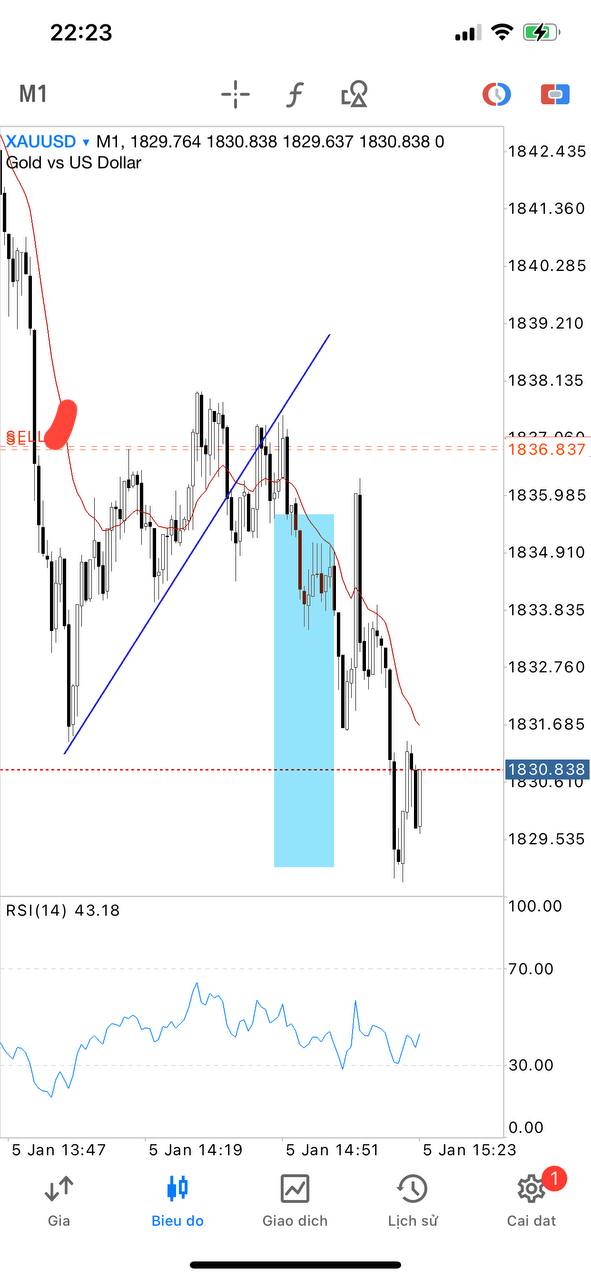 22:23
M1
XAUUSD ▾ M1, 1829.764 1830.838 1829.637 1830.838 0
Gold vs US Dollar
1842.435
1841.360
1840.285
1839.210
1838.135
SELL
1836.837
1835.985
1834.910
1833.835
1832.760
1831.685
1830.838
1830.610
1829.535
RSI(14) 43.18
100.00
70.00
30.00
0.00
5 Jan 13:47
5 Jan 14:19
5 Jan 14:51
5 Jan 15:23
1
Gia
Bieu do
Giao dich
Lịch sử
Cai dat